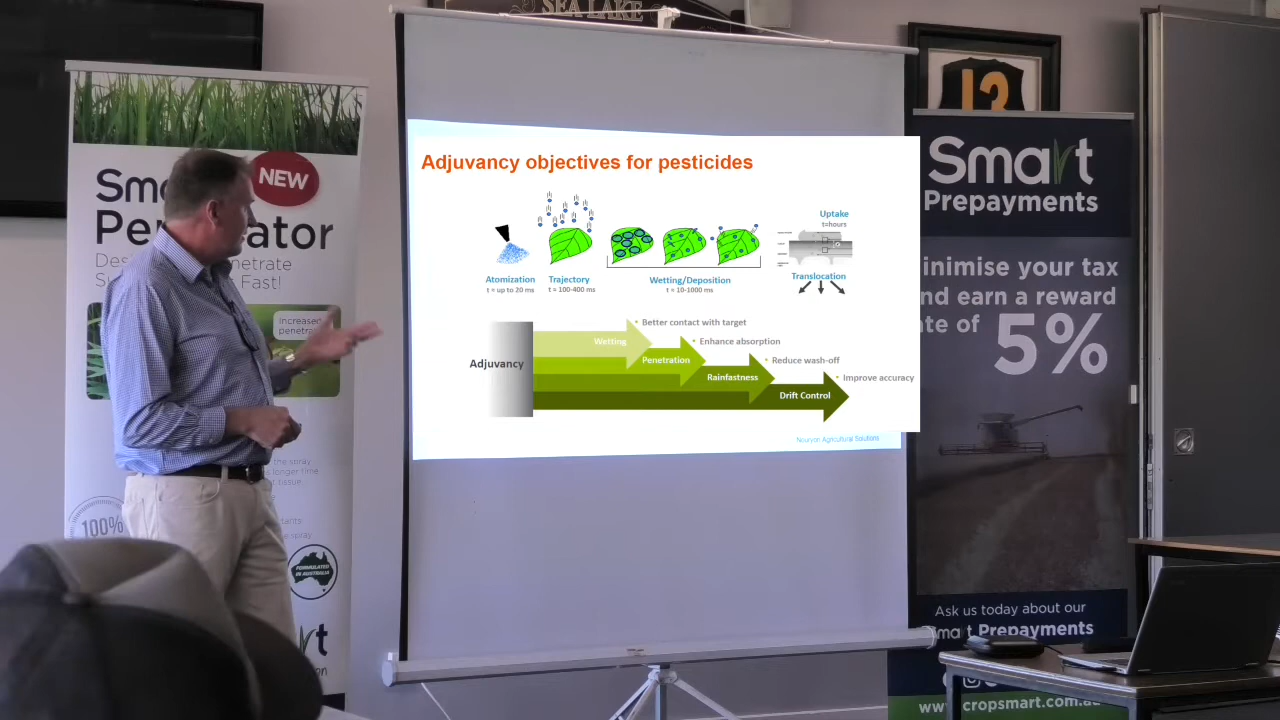 SEA LAKE
13
NEW
ator
Increased
100%
FORMULATED
IN AUSTRALIA
Adjuvancy objectives for pesticides
Uptake
t=hours
Atomization
t = up to 20 ms
Trajectory
t = 100-400 ms
Wetting/Deposition
t = 10-1000 ms
Translocation
Adjuvancy
Wetting
• Better contact with target
Penetration
• Enhance absorption
Rainfastness
• Reduce wash-off
Drift Control
• Improve accuracy
Nouryon Agricultural Solutions
Smart
Prepayments
inimise your tax
nd earn a reward
te of 5%
Ask us today about our
Smart Prepayments
www.cropsmart.com.au